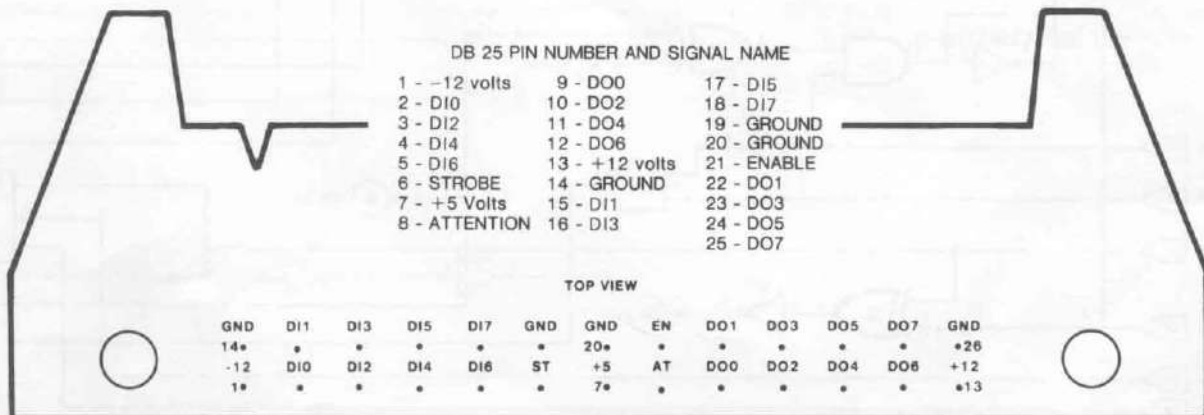 DB 25 PIN NUMBER AND SIGNAL NAME
1 - −12 volts
2 - DI0
3 - DI2
4 - DI4
5 - DI6
6 - STROBE
7 - +5 Volts
8 - ATTENTION
9 - DO0
10 - DO2
11 - DO4
12 - DO6
13 - +12 volts
14 - GROUND
15 - DI1
16 - DI3
17 - DI5
18 - DI7
19 - GROUND
20 - GROUND
21 - ENABLE
22 - DO1
23 - DO3
24 - DO5
25 - DO7
TOP VIEW
GND DI1 DI3 DI5 DI7 GND GND EN DO1 DO3 DO5 DO7 GND
14 20 26
-12 DI0 DI2 DI4 DI6 ST +5 AT DO0 DO2 DO4 DO6 +12
1 7 13